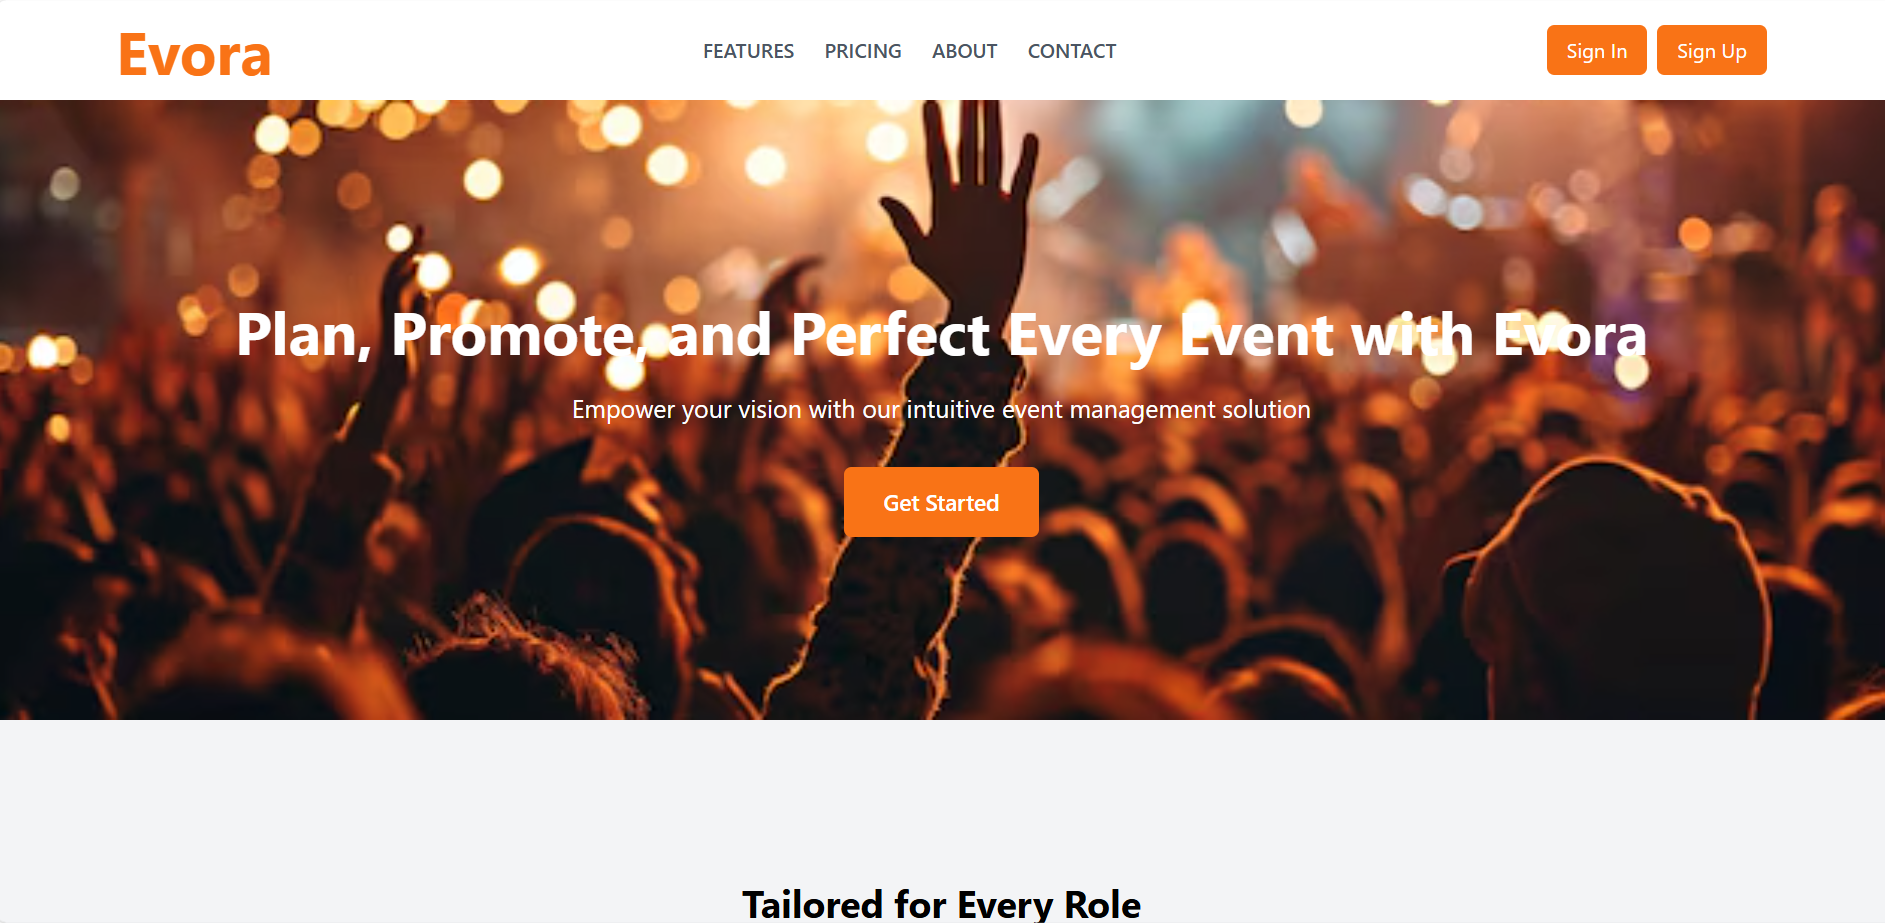 Evora
FEATURES PRICING ABOUT CONTACT
Sign In Sign Up
Plan, Promote, and Perfect Every Event with Evora
Empower your vision with our intuitive event management solution
Get Started
Tailored for Every Role